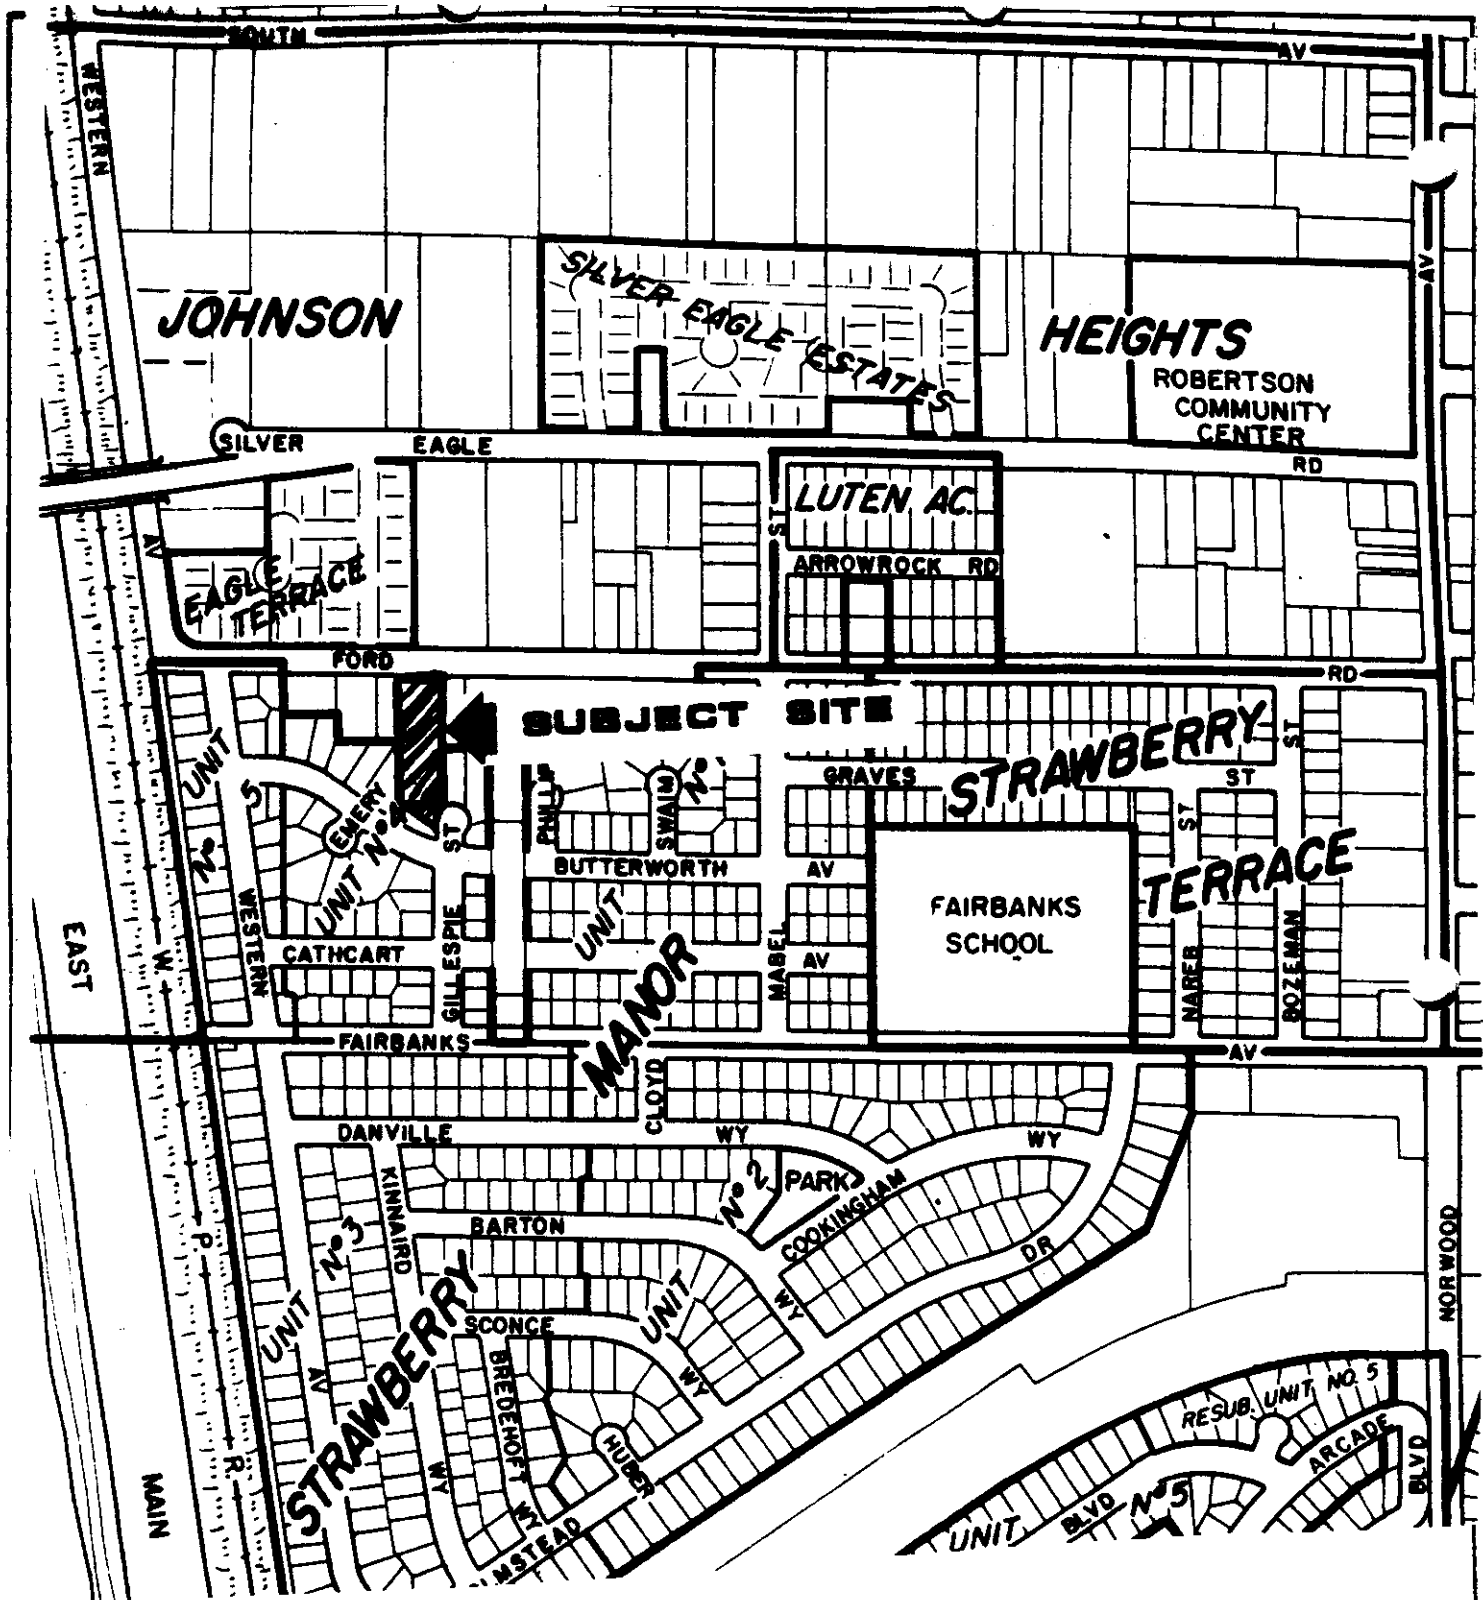 SOUTH AV
WESTERN
AV
SILVER EAGLE ESTATES
JOHNSON HEIGHTS
ROBERTSON
COMMUNITY
CENTER
SILVER EAGLE RD
ST
LUTEN AC.
AV
ARROWROCK RD
EAGLE
TERRACE
FORD RD
SUBJECT SITE
STRAWBERRY
TERRACE
ST
UNIT
Nº 5
EMERY
UNIT Nº
ST
SWAIM
Nº
GRAVES ST
ST
BUTTERWORTH AV
FAIRBANKS
SCHOOL
UNIT
MANOR
WESTERN
CATHCART AV
GILLESPIE
MABEL
NAREB
BOZEMAN
EAST
W.
FAIRBANKS AV
CLOYD
DANVILLE WY
WY
KINNAIRD
Nº 2
PARK
COOKINGHAM
BARTON
Nº 3
P.
DR
NORWOOD
UNIT
UNIT
WY
SCONCE
WY
AV
STRAWBERRY
BREDEHOFT
RESUB. UNIT NO. 5
ARCADE
BLVD
HUBER
WY
R.
MAIN
WY
BLVD
Nº 5
UNIT